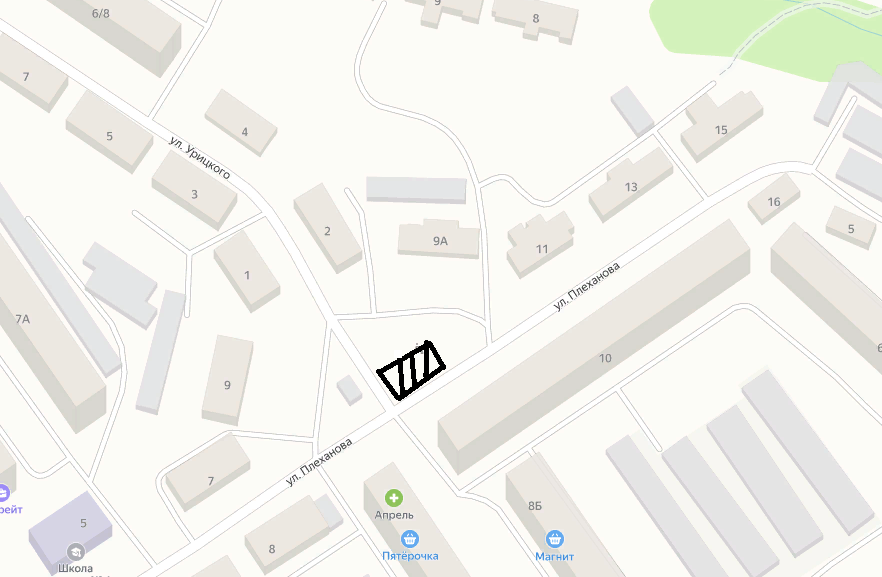 6/8
9
8
7
5
4
15
ул. Урицкого
3
13
16
2
5
9А
11
1
ул. Плеханова
7А
10
6
9
ул. Плеханова
7
8Б
рейт
Апрель
5
8
Пятёрочка
Магнит
Школа